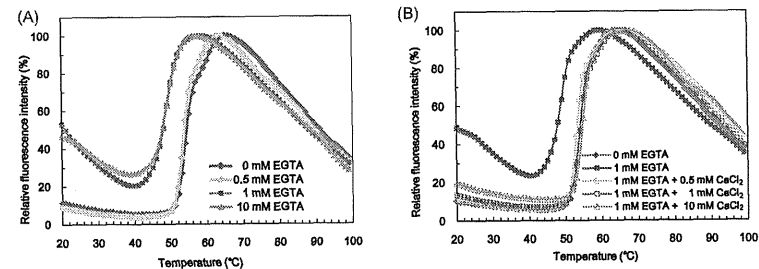 (A)
Relative fluorescence intensity (%)
100
80
60
40
20
0
20 30 40 50 60 70 80 90 100
Temperature (°C)
0 mM EGTA
0.5 mM EGTA
1 mM EGTA
10 mM EGTA
(B)
Relative fluorescence intensity (%)
100
80
60
40
20
0
20 30 40 50 60 70 80 90 100
Temperature (°C)
0 mM EGTA
1 mM EGTA
1 mM EGTA + 0.5 mM CaCl₂
1 mM EGTA + 1 mM CaCl₂
1 mM EGTA + 10 mM CaCl₂